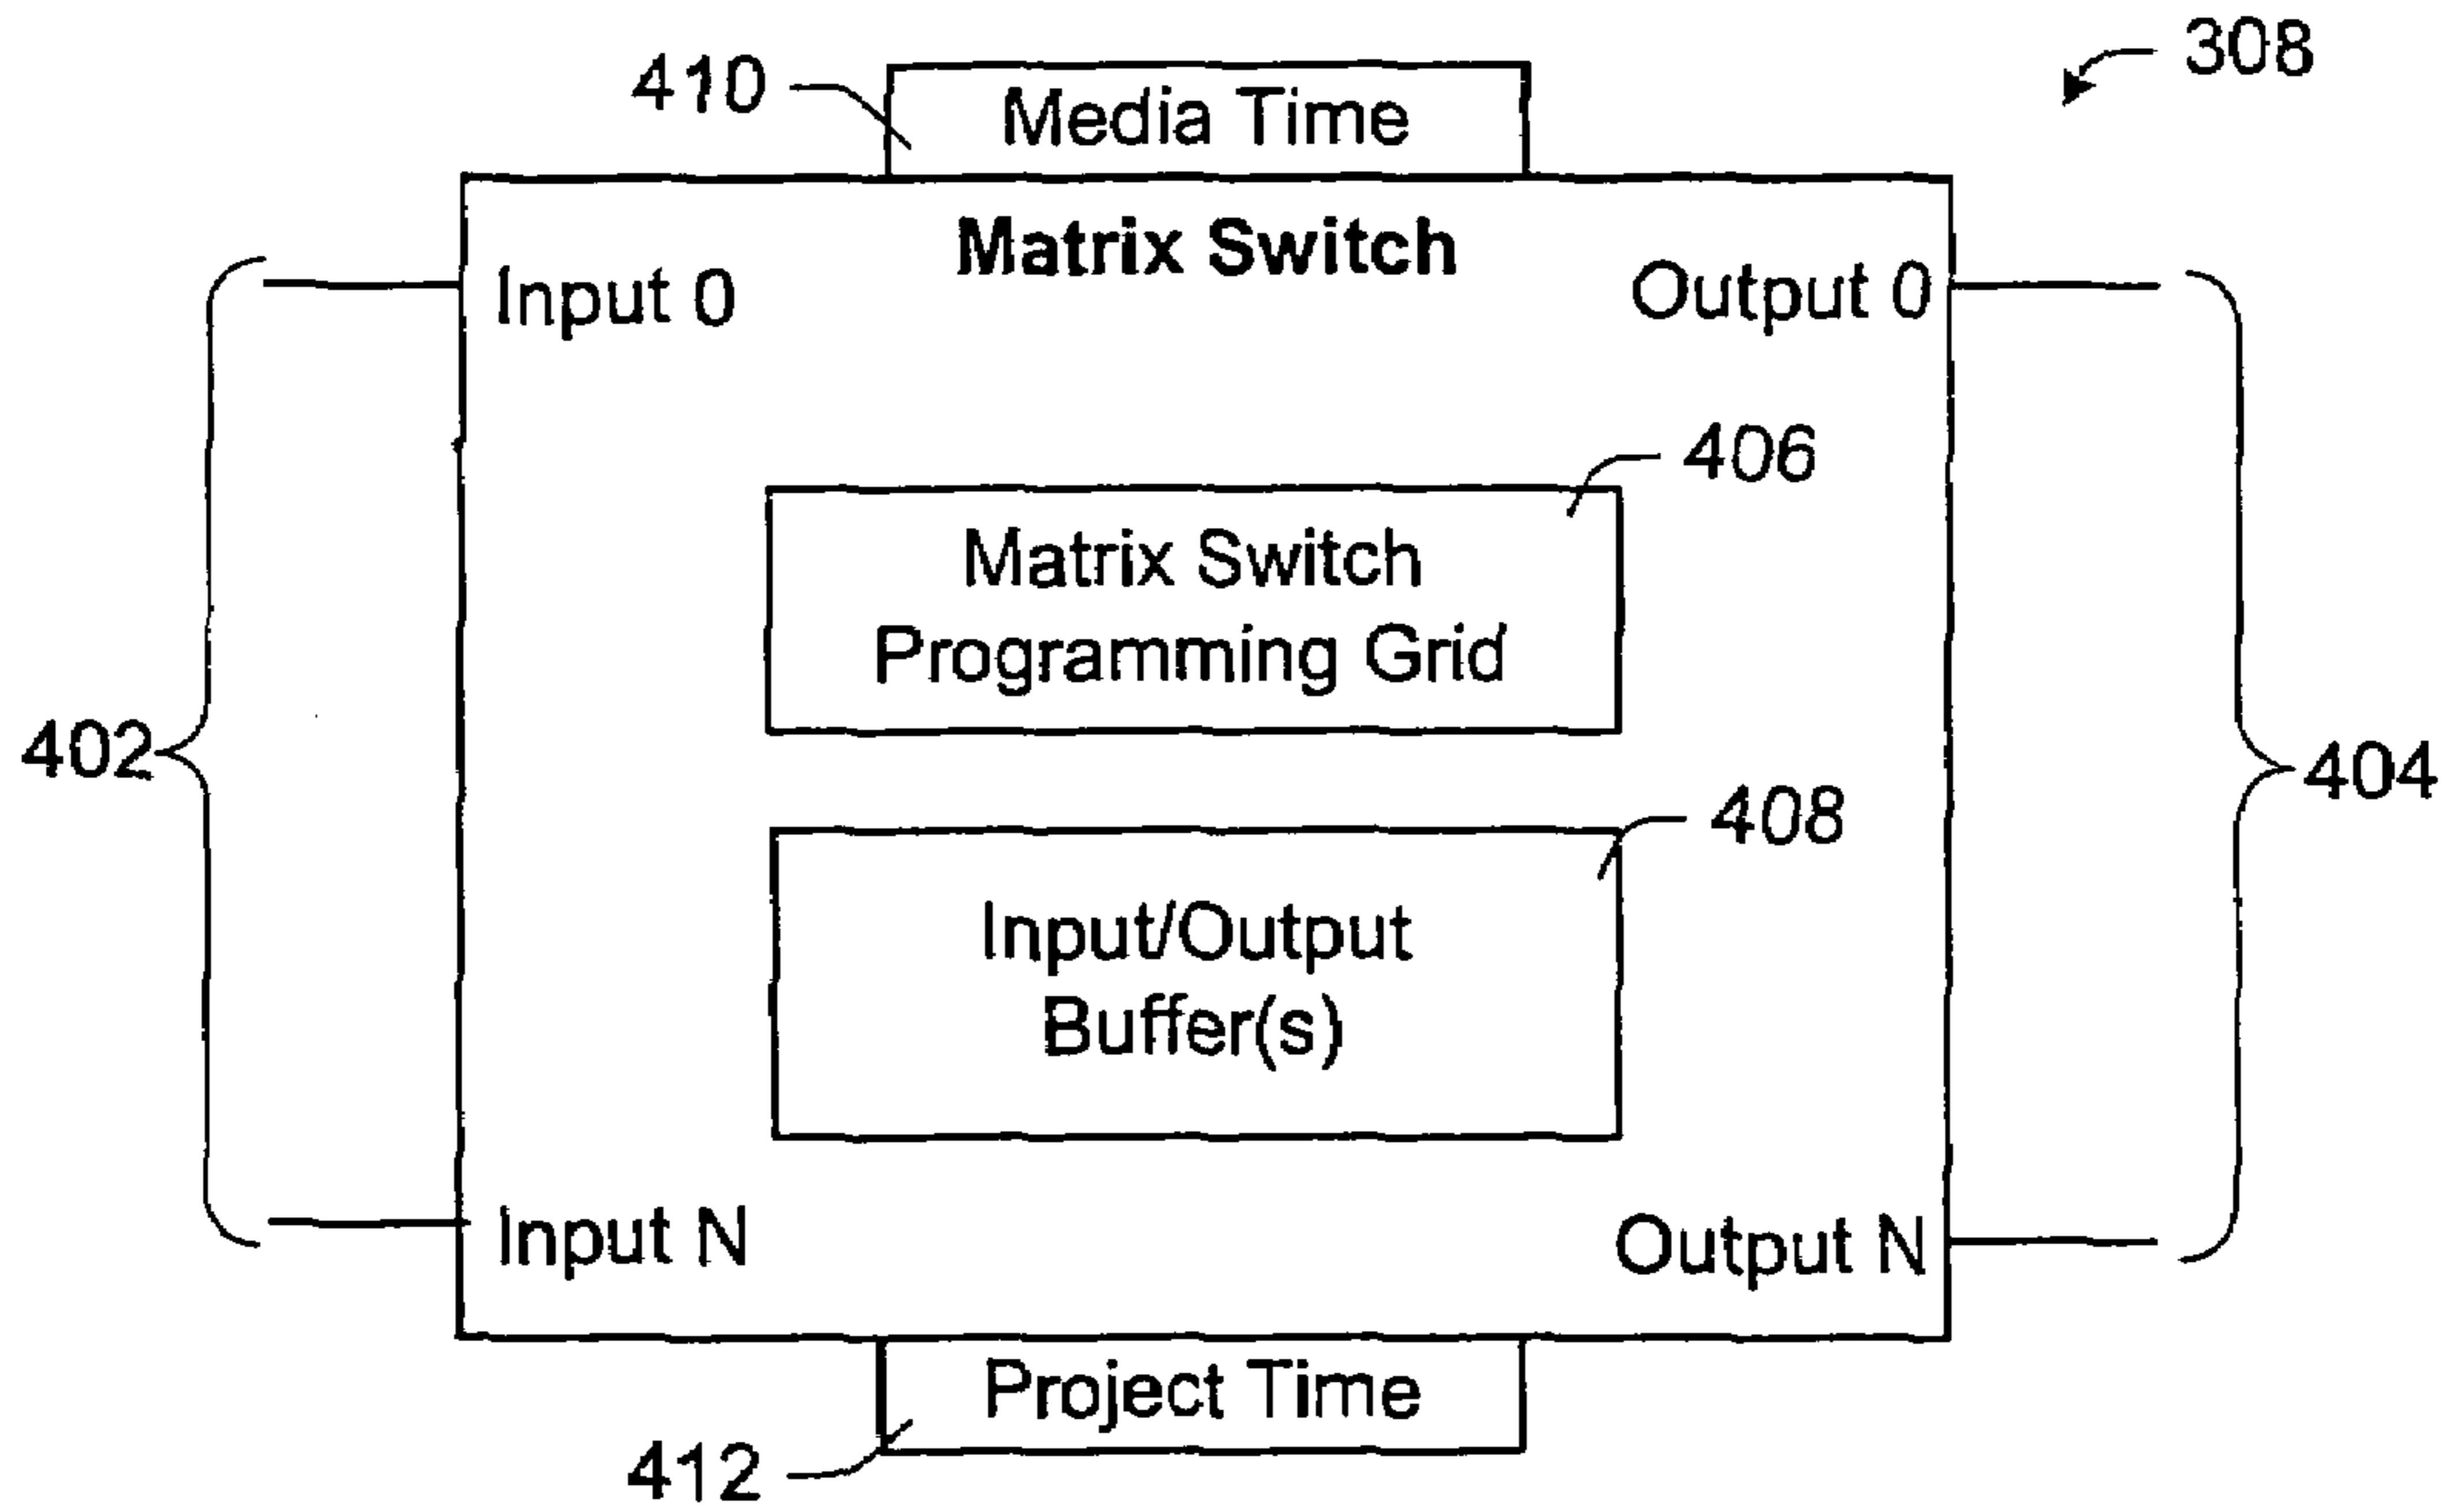 308
410
Media Time
Matrix Switch
Input 0
Output 0
406
Matrix Switch
Programming Grid
402
404
408
Input/Output
Buffer(s)
Input N
Output N
Project Time
412